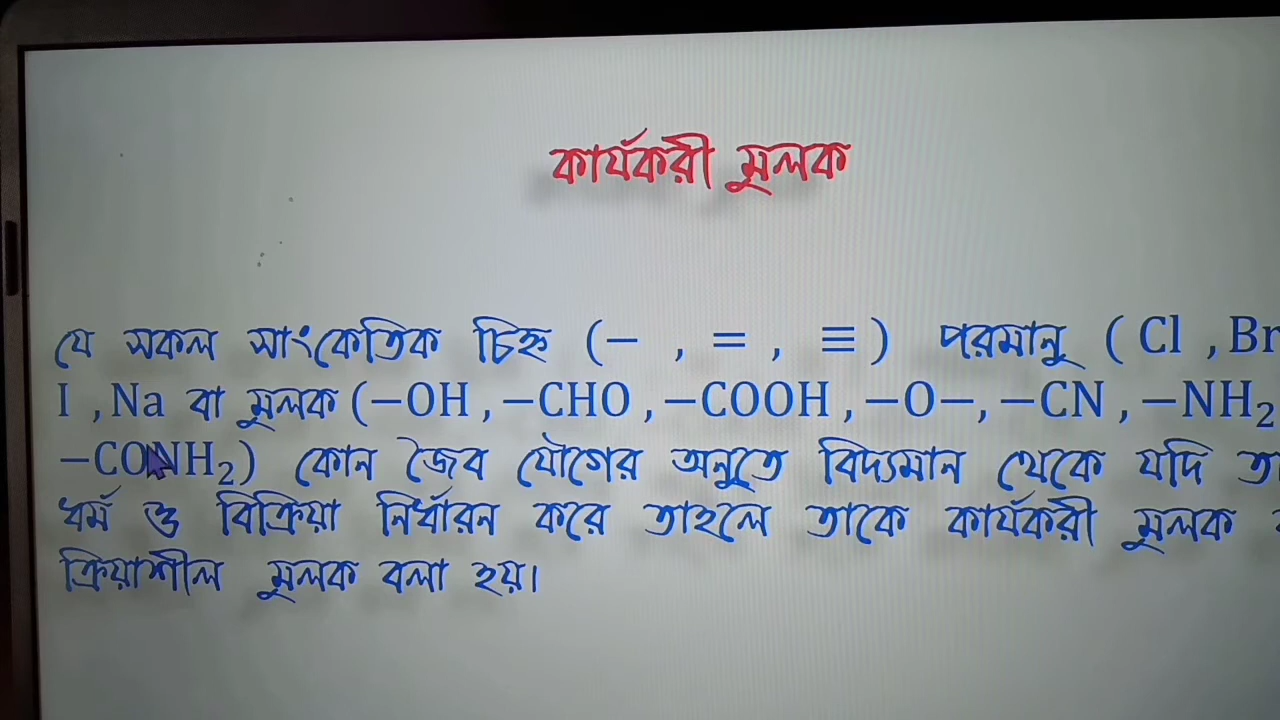 কার্যকরী মুলক
যে সকল সাংকেতিক চিহ্ন (− , = , ≡) পরমানু ( Cl , Br
I , Na বা মুলক (−OH , −CHO , −COOH , −O−, −CN , −NH₂
−CONH₂) কোন জৈব যৌগের অনুতে বিদ্যমান থেকে যদি
ধর্ম ও বিক্রিয়া নির্ধারন করে তাহলে তাকে কার্যকরী মুলক
ক্রিয়াশীল মুলক বলা হয়।